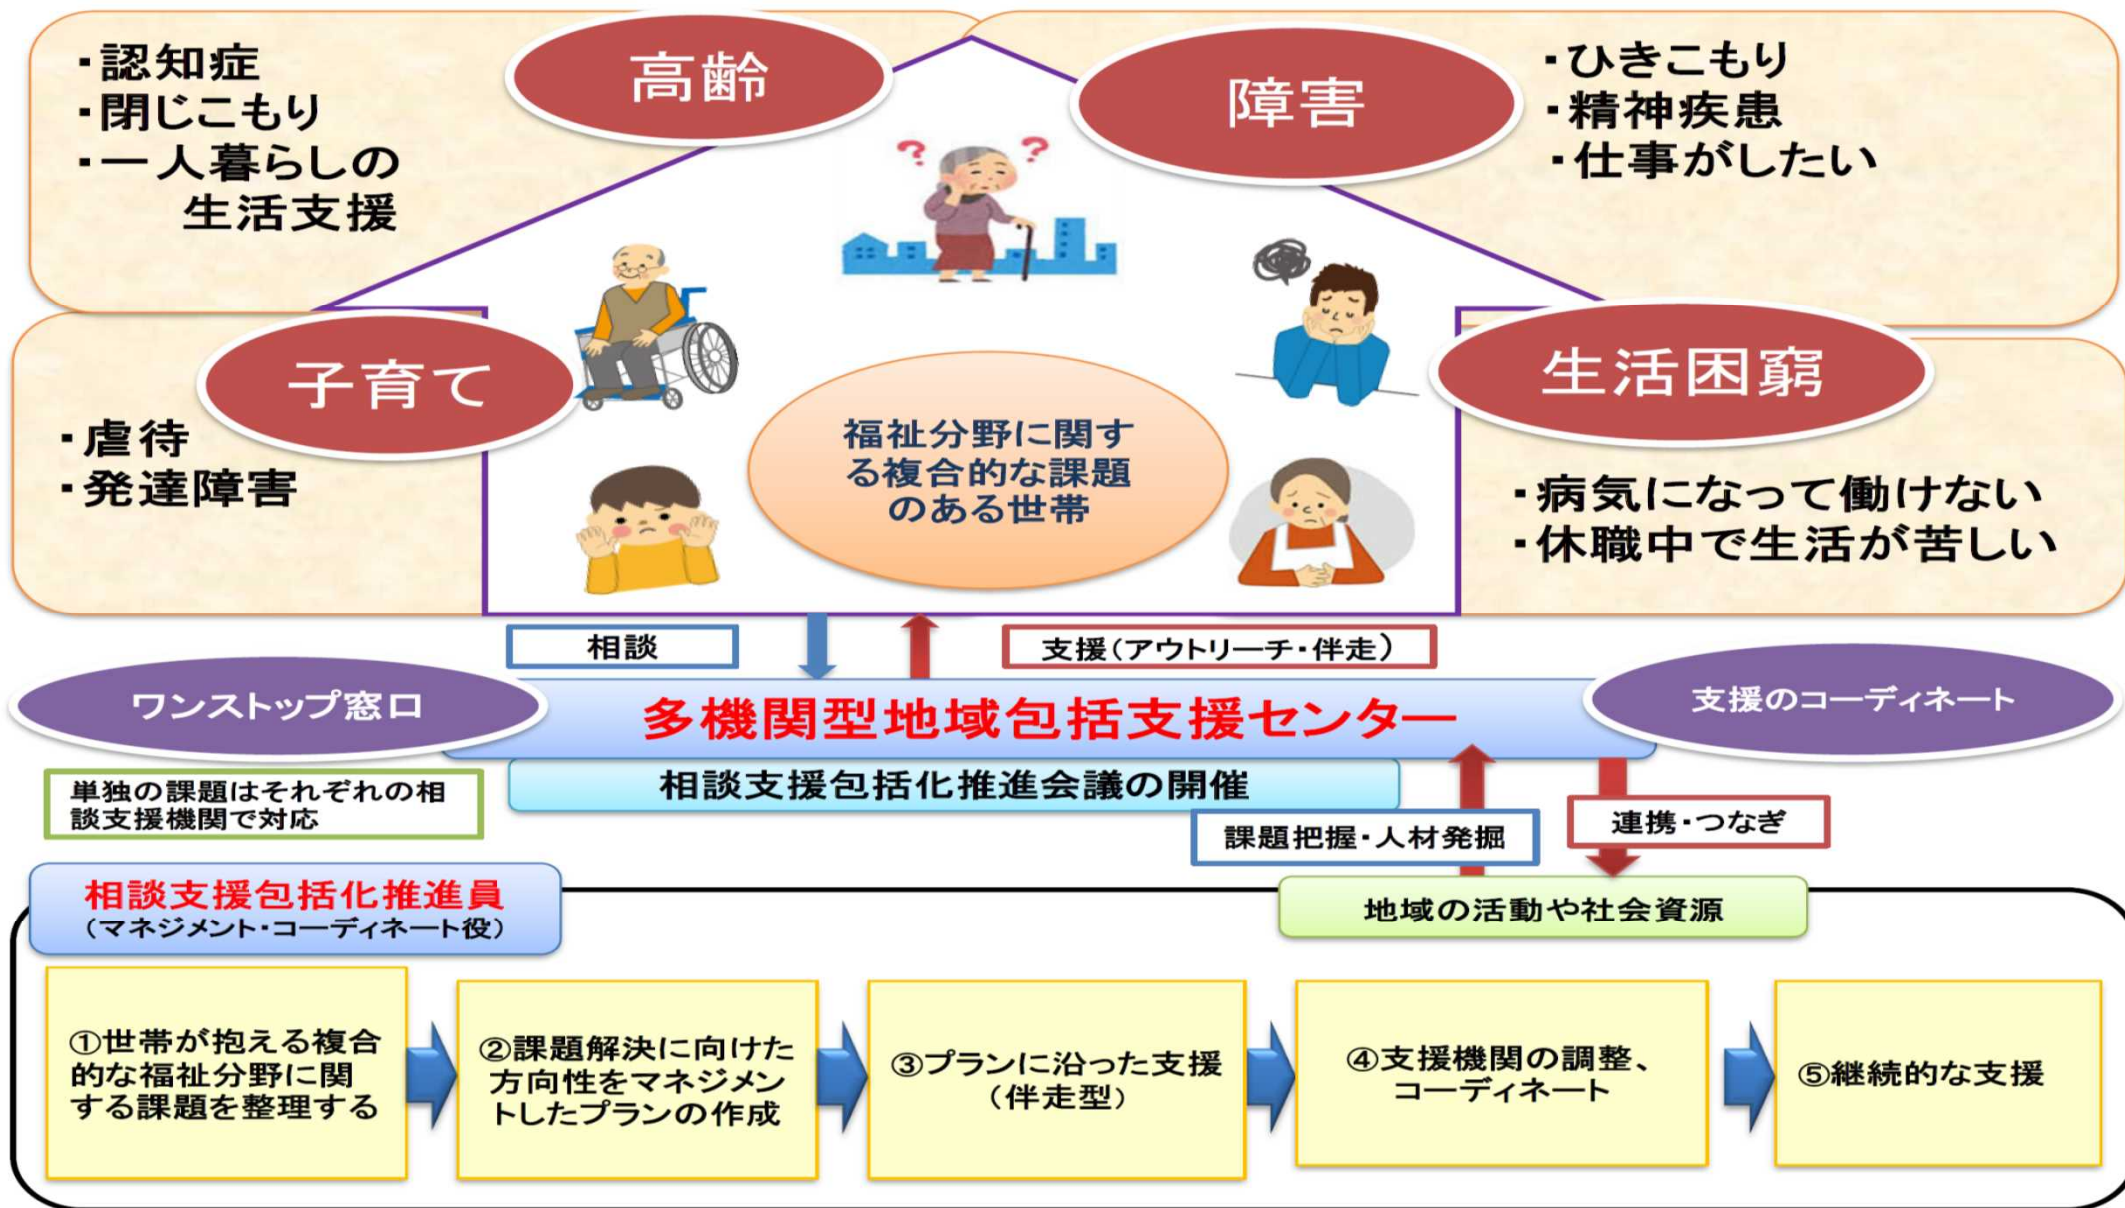 高齢
・認知症
・閉じこもり
・一人暮らしの
生活支援
障害
・ひきこもり
・精神疾患
・仕事がしたい
子育て
・虐待
・発達障害
生活困窮
・病気になって働けない
・休職中で生活が苦しい
?
?
福祉分野に関す
る複合的な課題
のある世帯
相談
支援(アウトリーチ・伴走)
ワンストップ窓口
多機関型地域包括支援センター
支援のコーディネート
相談支援包括化推進会議の開催
単独の課題はそれぞれの相
談支援機関で対応
課題把握・人材発掘
連携・つなぎ
相談支援包括化推進員
(マネジメント・コーディネート役)
地域の活動や社会資源
①世帯が抱える複合
的な福祉分野に関
する課題を整理する
②課題解決に向けた
方向性をマネジメン
トしたプランの作成
③プランに沿った支援
(伴走型)
④支援機関の調整、
コーディネート
⑤継続的な支援